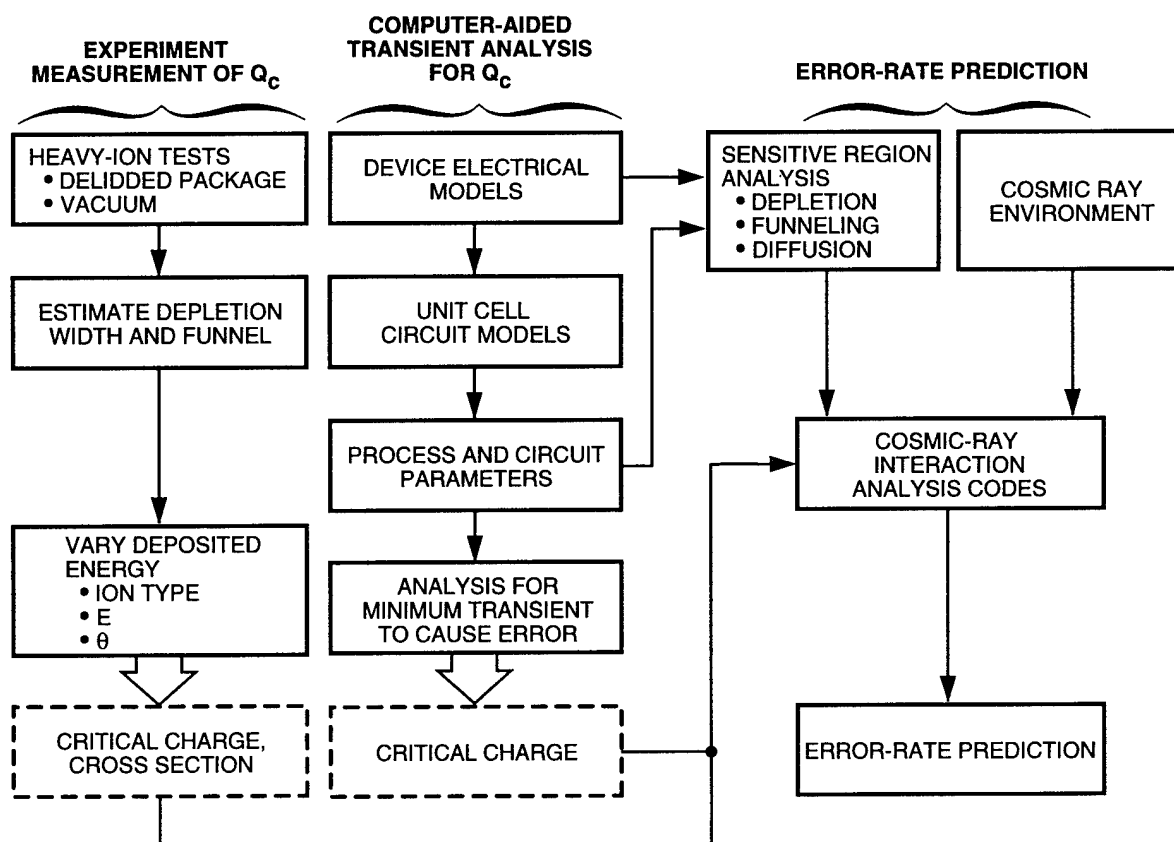 EXPERIMENT
MEASUREMENT OF Qc
HEAVY-ION TESTS
• DELIDDED PACKAGE
• VACUUM
ESTIMATE DEPLETION
WIDTH AND FUNNEL
VARY DEPOSITED
ENERGY
• ION TYPE
• E
• θ
CRITICAL CHARGE,
CROSS SECTION
COMPUTER-AIDED
TRANSIENT ANALYSIS
FOR Qc
DEVICE ELECTRICAL
MODELS
UNIT CELL
CIRCUIT MODELS
PROCESS AND CIRCUIT
PARAMETERS
ANALYSIS FOR
MINIMUM TRANSIENT
TO CAUSE ERROR
CRITICAL CHARGE
ERROR-RATE PREDICTION
SENSITIVE REGION
ANALYSIS
• DEPLETION
• FUNNELING
• DIFFUSION
COSMIC RAY
ENVIRONMENT
COSMIC-RAY
INTERACTION
ANALYSIS CODES
ERROR-RATE PREDICTION